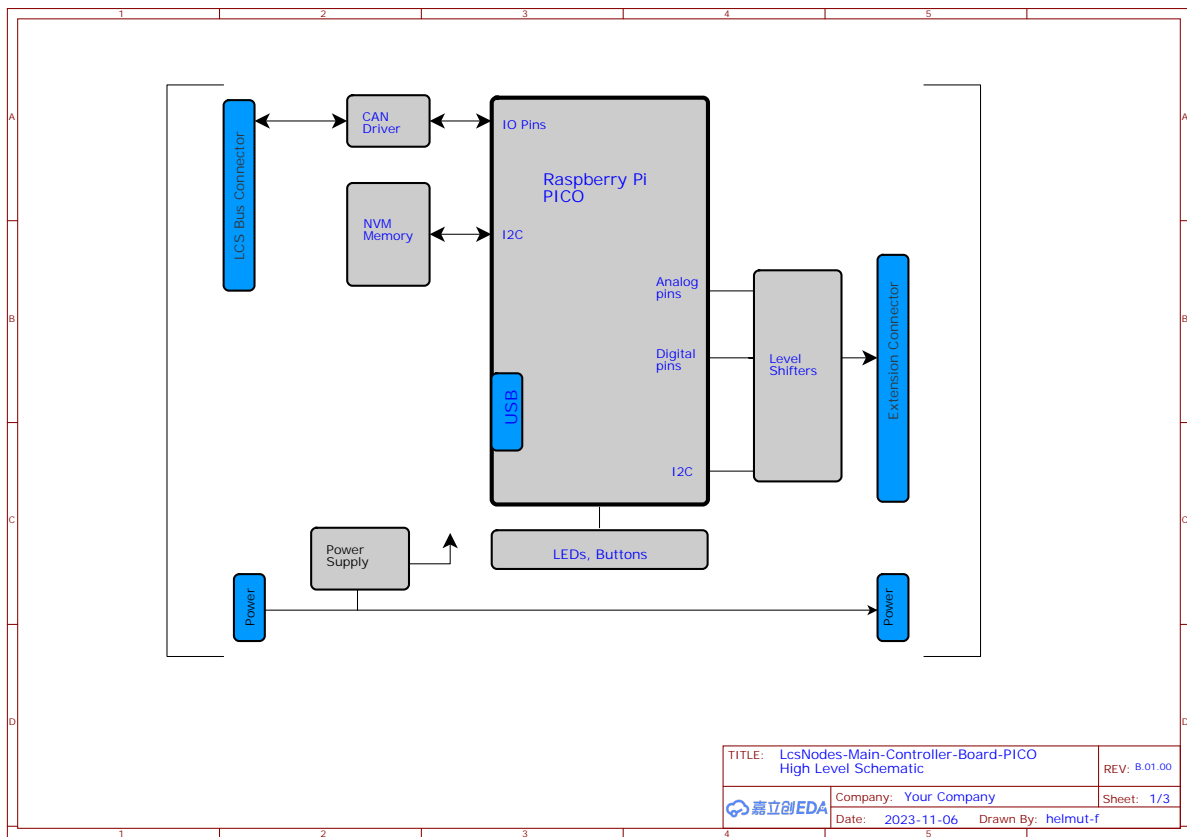 1 2 3 4 5
A
A
CAN
Driver
IO Pins
LCS Bus Connector
Raspberry Pi
PICO
NVM
Memory
I2C
Analog
pins
B
B
Extension Connector
Digital
pins
Level
Shifters
USB
I2C
C
C
Power
Supply
LEDs, Buttons
Power
Power
D
D
TITLE: LcsNodes-Main-Controller-Board-PICO
High Level Schematic
REV: B.01.00
嘉立创EDA
Company: Your Company
Sheet: 1/3
Date: 2023-11-06 Drawn By: helmut-f
1 2 3 4 5